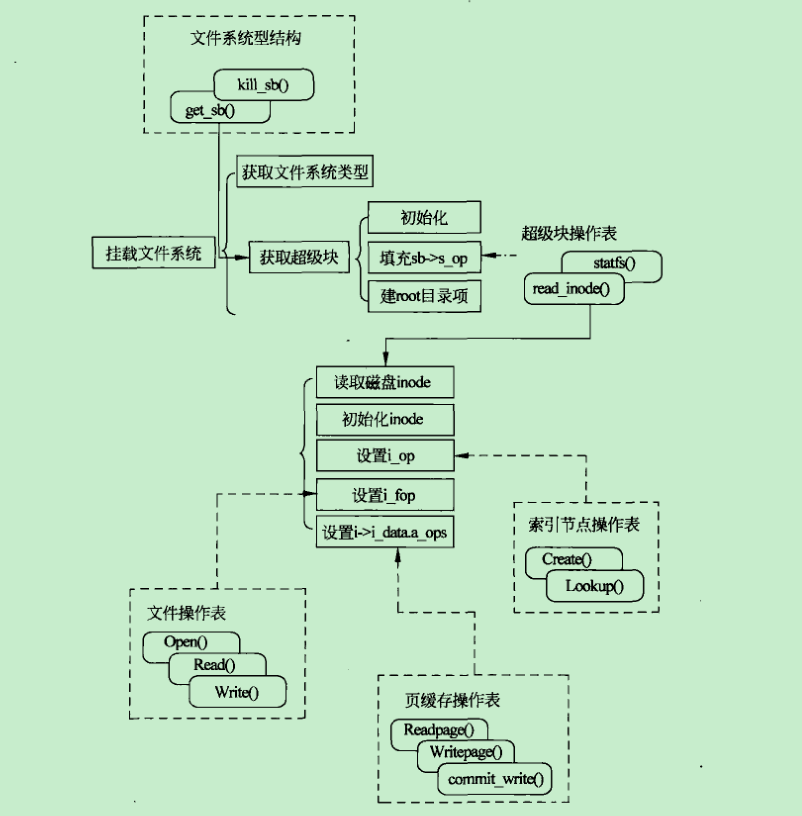 文件系统型结构
kill_sb()
get_sb()
获取文件系统类型
挂载文件系统
获取超级块
初始化
填充sb->s_op
建root目录项
超级块操作表
statfs()
read_inode()
读取磁盘inode
初始化inode
设置i_op
设置i_fop
设置i->i_data.a_ops
索引节点操作表
Create()
Lookup()
文件操作表
Open()
Read()
Write()
页缓存操作表
Readpage()
Writepage()
commit_write()